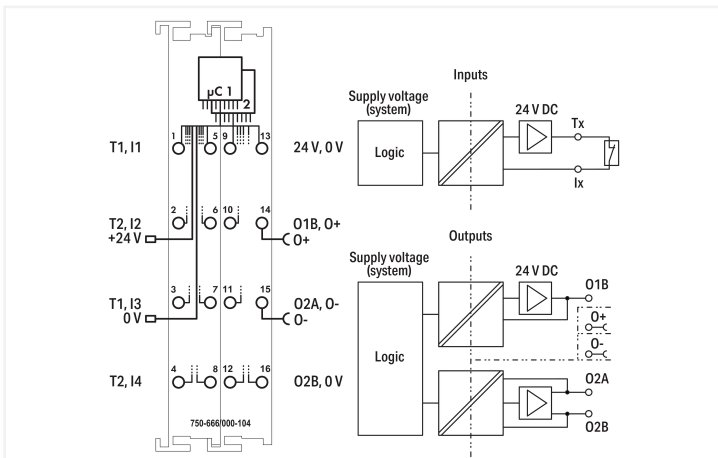 µC 1
2
1
5
9
13
T1, I1
24 V, 0 V
2
6
10
14
T2, I2
+24 V
O1B, O+
O+
3
7
11
15
T1, I3
0 V
O2A, O-
O-
4
8
12
16
T2, I4
O2B, 0 V
750-666/000-104
Inputs
Supply voltage
(system)
24 V DC
Tx
Logic
Ix
Outputs
Supply voltage
(system)
24 V DC
O1B
O+
O-
Logic
O2A
O2B